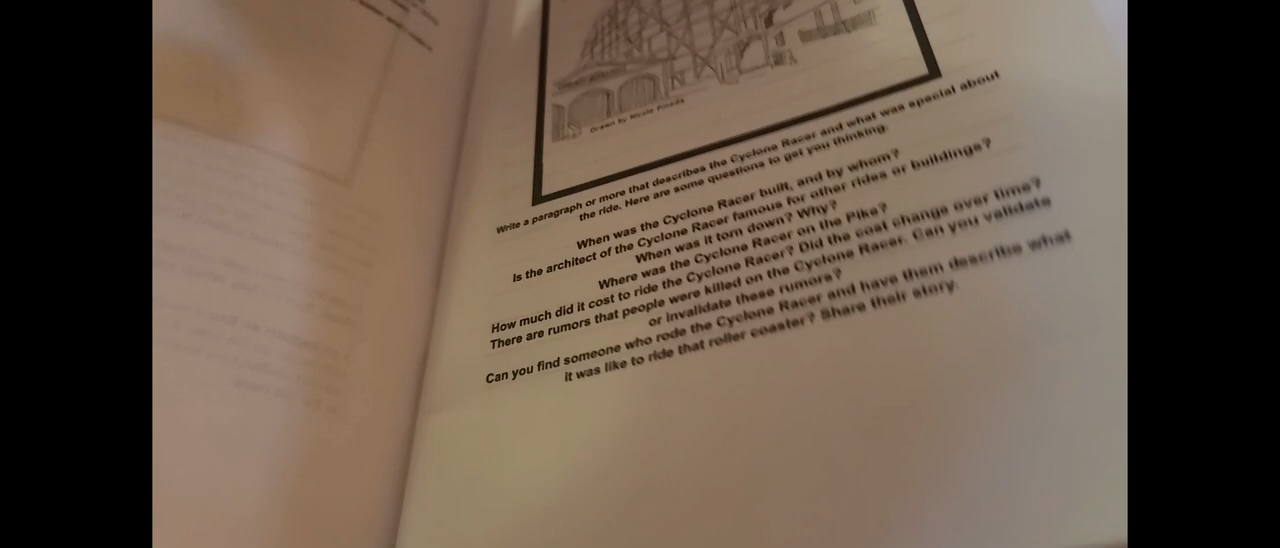 Drawn by Nicole Pinada
Write a paragraph or more that describes the Cyclone Racer and what was special about
the ride. Here are some questions to get you thinking.
When was the Cyclone Racer built, and by whom?
Is the architect of the Cyclone Racer famous for other rides or buildings?
When was it torn down? Why?
Where was the Cyclone Racer on the Pike?
How much did it cost to ride the Cyclone Racer? Did the cost change over time?
There are rumors that people were killed on the Cyclone Racer. Can you validate
or invalidate these rumors?
Can you find someone who rode the Cyclone Racer and have them describe what
it was like to ride that roller coaster? Share their story.